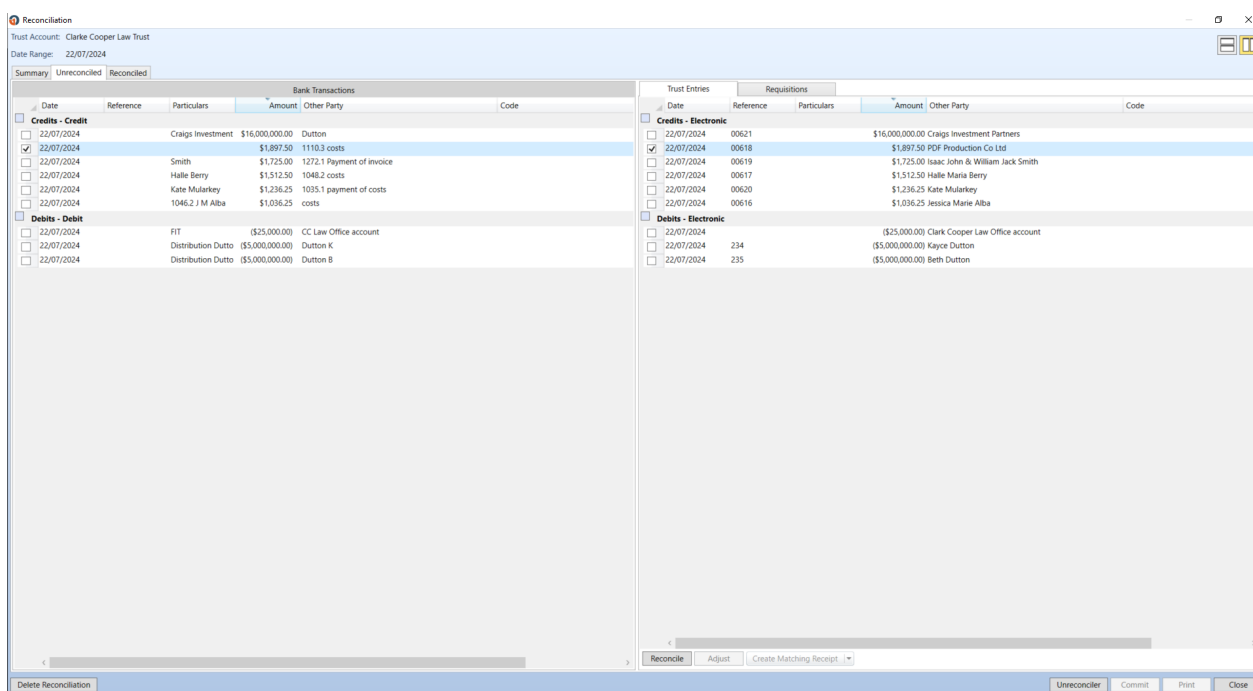 Reconciliation
Trust Account: Clarke Cooper Law Trust
Date Range: 22/07/2024
Summary Unreconciled Reconciled
Bank Transactions
Date Reference Particulars Amount Other Party Code
Credits - Credit
22/07/2024 Craigs Investment $16,000,000.00 Dutton
22/07/2024 $1,897.50 1110.3 costs
22/07/2024 Smith $1,725.00 1272.1 Payment of invoice
22/07/2024 Halle Berry $1,512.50 1048.2 costs
22/07/2024 Kate Mularkey $1,236.25 1035.1 payment of costs
22/07/2024 1046.2 J M Alba $1,036.25 costs
Debits - Debit
22/07/2024 FIT ($25,000.00) CC Law Office account
22/07/2024 Distribution Dutto ($5,000,000.00) Dutton K
22/07/2024 Distribution Dutto ($5,000,000.00) Dutton B
Trust Entries Requisitions
Date Reference Particulars Amount Other Party Code
Credits - Electronic
22/07/2024 00621 $16,000,000.00 Craigs Investment Partners
22/07/2024 00618 $1,897.50 PDF Production Co Ltd
22/07/2024 00619 $1,725.00 Isaac John & William Jack Smith
22/07/2024 00617 $1,512.50 Halle Maria Berry
22/07/2024 00620 $1,236.25 Kate Mularkey
22/07/2024 00616 $1,036.25 Jessica Marie Alba
Debits - Electronic
22/07/2024 ($25,000.00) Clark Cooper Law Office account
22/07/2024 234 ($5,000,000.00) Kayce Dutton
22/07/2024 235 ($5,000,000.00) Beth Dutton
Reconcile Adjust Create Matching Receipt
Delete Reconciliation Unreconciler Commit Print Close